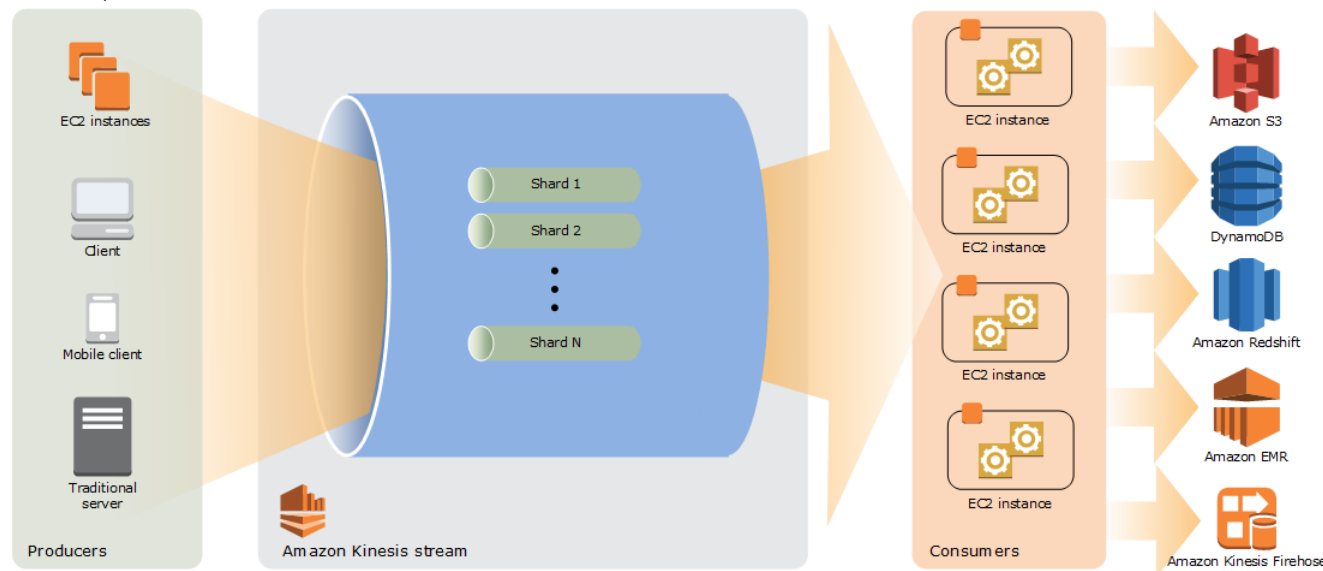 EC2 instances
Client
Mobile client
Traditional
server
Producers
Shard 1
Shard 2
Shard N
Amazon Kinesis stream
EC2 instance
EC2 instance
EC2 instance
EC2 instance
Consumers
Amazon S3
DynamoDB
Amazon Redshift
Amazon EMR
Amazon Kinesis Firehose